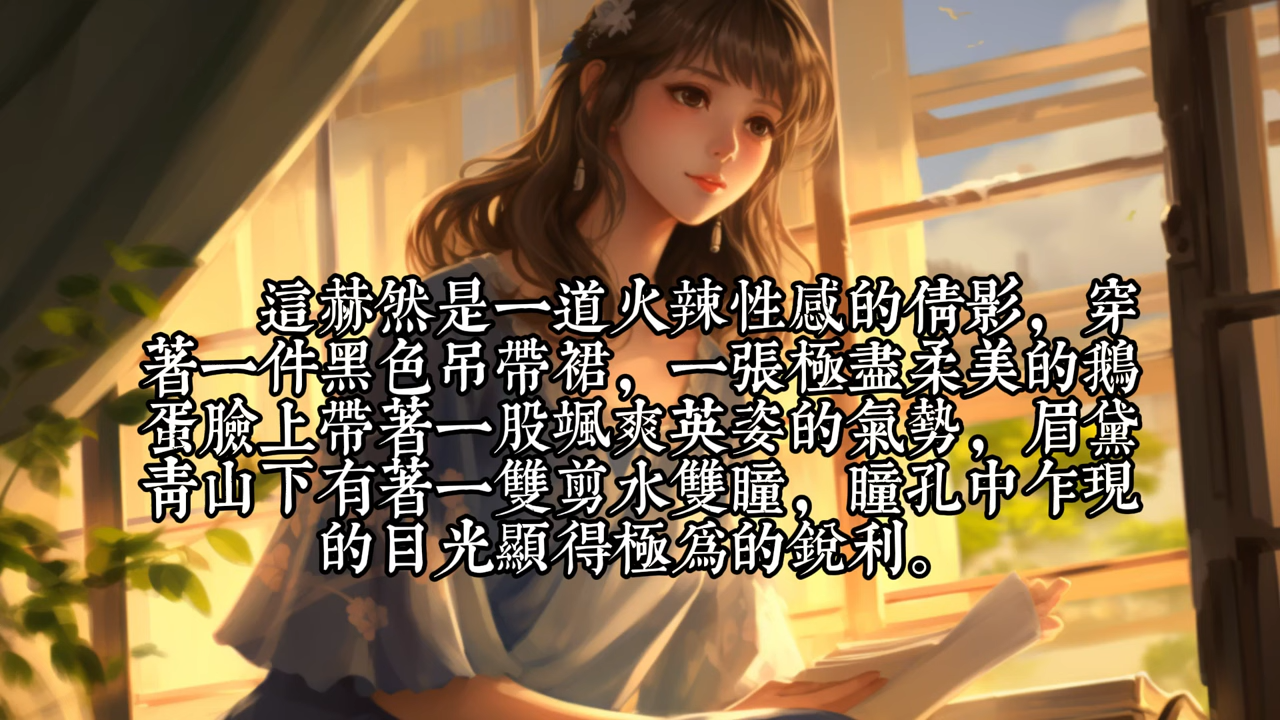 這赫然是一道火辣性感的倩影，穿
著一件黑色吊帶裙，一張極盡柔美的鵝
蛋臉上帶著一股颯爽英姿的氣勢，眉黛
青山下有著一雙剪水雙瞳，瞳孔中乍現
的目光顯得極為的銳利。